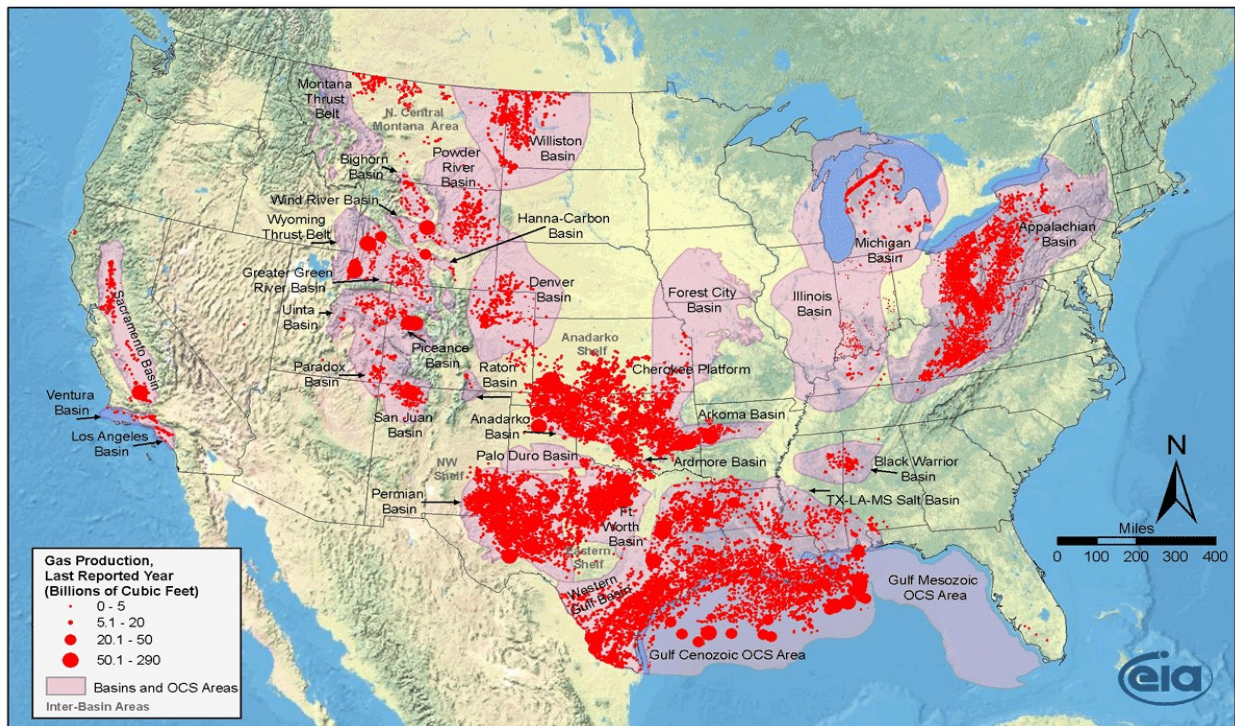 Montana
Thrust
Belt
N. Central
Montana Area
Williston
Basin
Powder
River
Basin
Bighorn
Basin
Wind River Basin
Wyoming
Thrust Belt
Hanna-Carbon
Basin
Greater Green
River Basin
Denver
Basin
Uinta
Basin
Piceance
Basin
Forest City
Basin
Illinois
Basin
Michigan
Basin
Appalachian
Basin
Sacramento Basin
Anadarko
Shelf
Paradox
Basin
Raton
Basin
Cherokee Platform
Ventura
Basin
San Juan
Basin
Anadarko
Basin
Arkoma Basin
Los Angeles
Basin
Palo Duro Basin
Ardmore Basin
Black Warrior
Basin
NW
Shelf
TX-LA-MS Salt Basin
Permian
Basin
Ft.
Worth
Basin
Eastern
Shelf
Western
Gulf Basin
Gulf Mesozoic
OCS Area
Gulf Cenozoic OCS Area
N
Miles
0 100 200 300 400
Gas Production,
Last Reported Year
(Billions of Cubic Feet)
0 - 5
5.1 - 20
20.1 - 50
50.1 - 290
Basins and OCS Areas
Inter-Basin Areas
eia